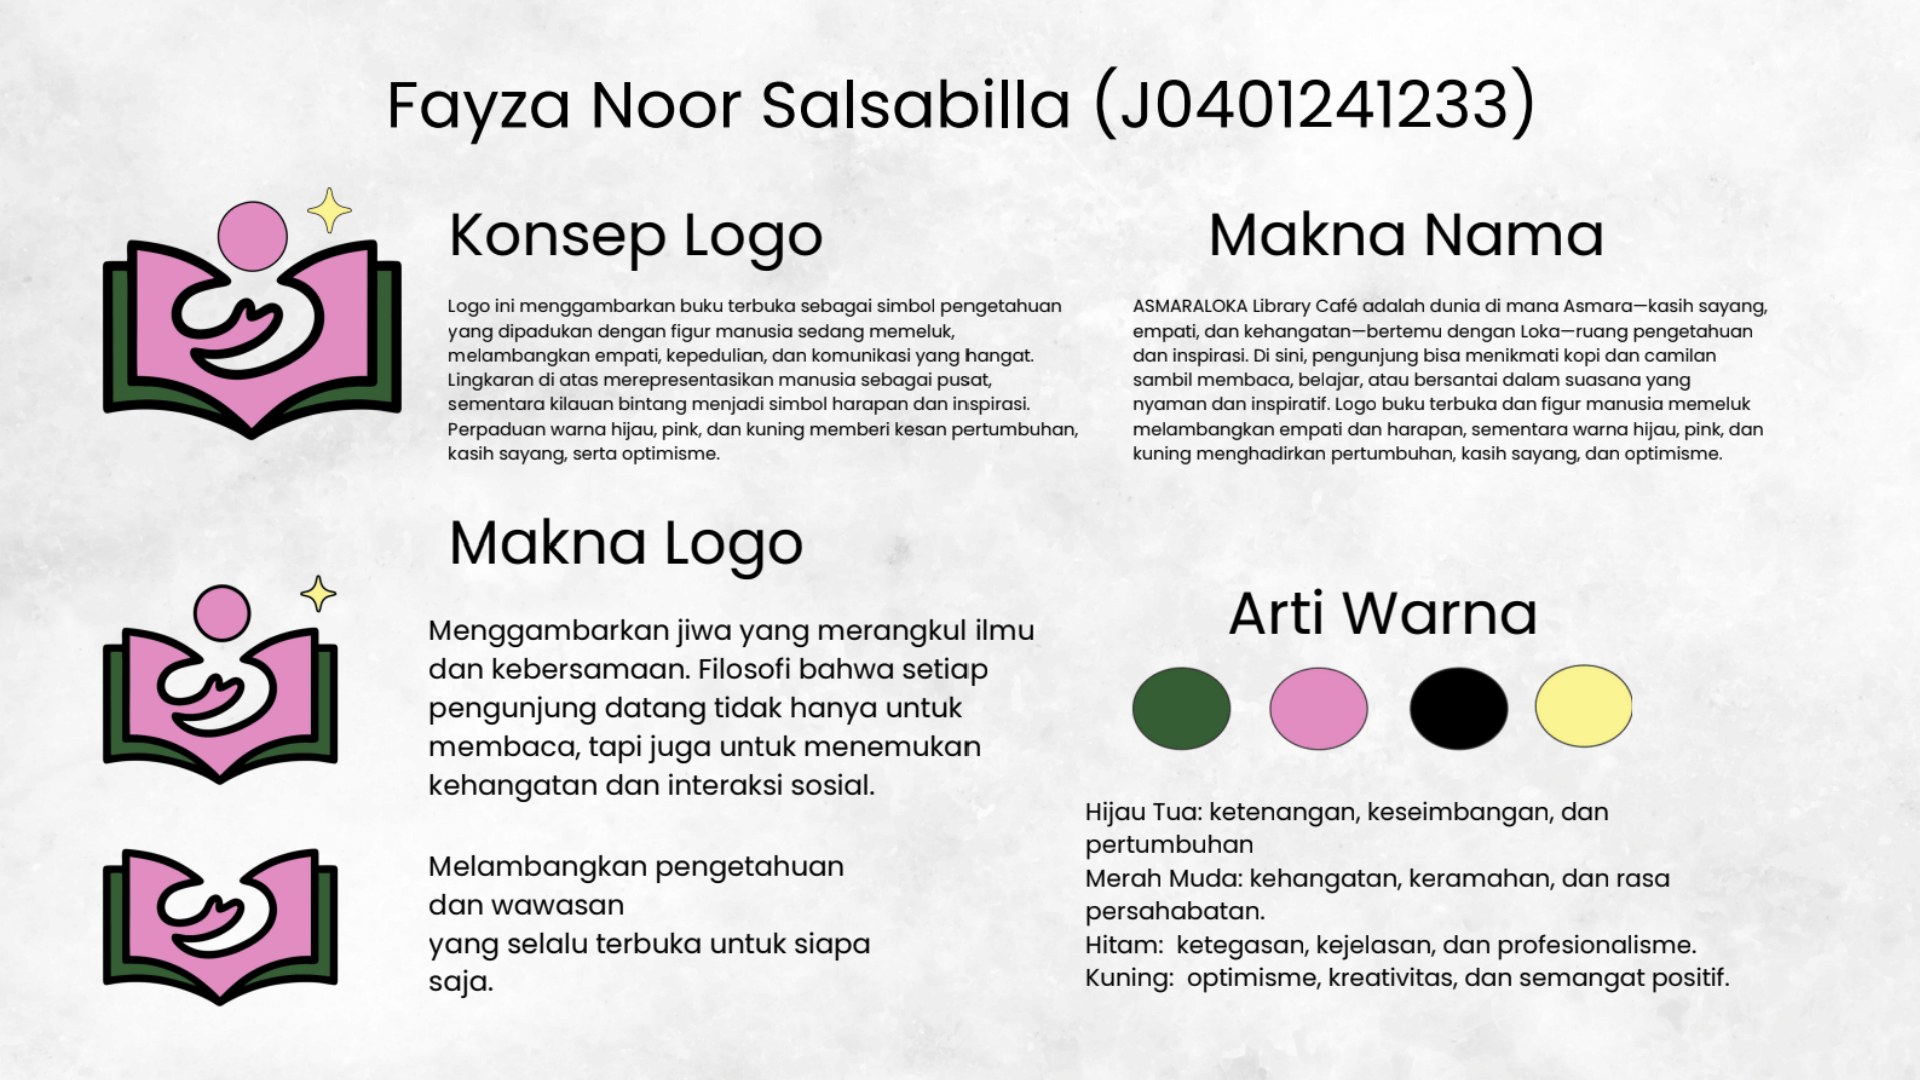 Fayza Noor Salsabilla (J0401241233)
Konsep Logo
Logo ini menggambarkan buku terbuka sebagai simbol pengetahuan
yang dipadukan dengan figur manusia sedang memeluk,
melambangkan empati, kepedulian, dan komunikasi yang hangat.
Lingkaran di atas merepresentasikan manusia sebagai pusat,
sementara kilauan bintang menjadi simbol harapan dan inspirasi.
Perpaduan warna hijau, pink, dan kuning memberi kesan pertumbuhan,
kasih sayang, serta optimisme.
Makna Nama
ASMARALOKA Library Café adalah dunia di mana Asmara—kasih sayang,
empati, dan kehangatan—bertemu dengan Loka—ruang pengetahuan
dan inspirasi. Di sini, pengunjung bisa menikmati kopi dan camilan
sambil membaca, belajar, atau bersantai dalam suasana yang
nyaman dan inspiratif. Logo buku terbuka dan figur manusia memeluk
melambangkan empati dan harapan, sementara warna hijau, pink, dan
kuning menghadirkan pertumbuhan, kasih sayang, dan optimisme.
Makna Logo
Menggambarkan jiwa yang merangkul ilmu
dan kebersamaan. Filosofi bahwa setiap
pengunjung datang tidak hanya untuk
membaca, tapi juga untuk menemukan
kehangatan dan interaksi sosial.
Melambangkan pengetahuan
dan wawasan
yang selalu terbuka untuk siapa
saja.
Arti Warna
Hijau Tua: ketenangan, keseimbangan, dan
pertumbuhan
Merah Muda: kehangatan, keramahan, dan rasa
persahabatan.
Hitam:  ketegasan, kejelasan, dan profesionalisme.
Kuning:  optimisme, kreativitas, dan semangat positif.